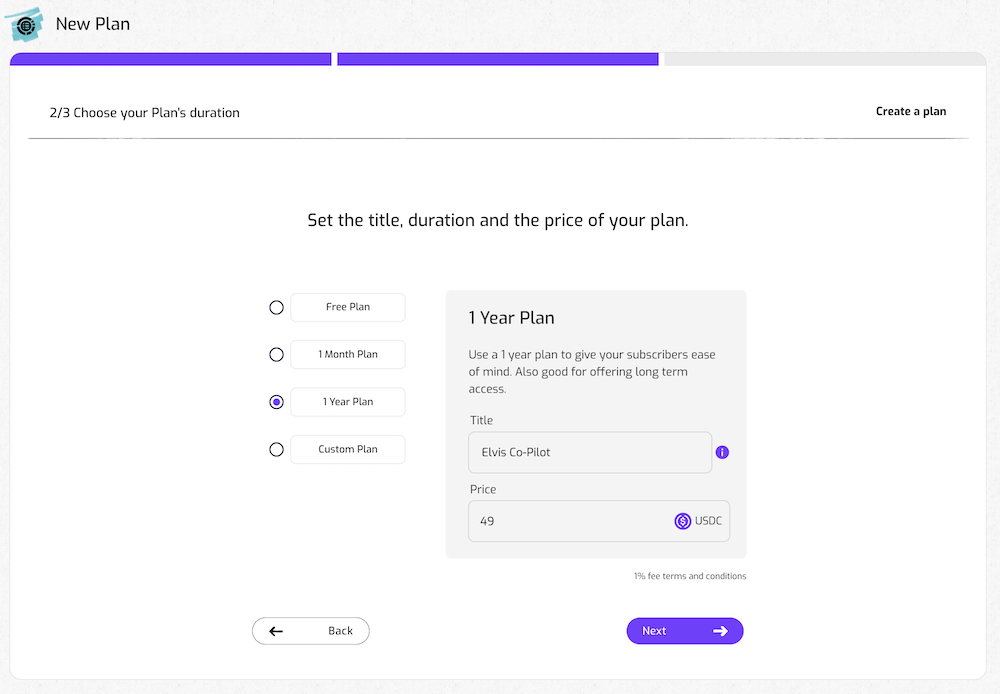 New Plan
2/3 Choose your Plan's duration
Create a plan
Set the title, duration and the price of your plan.
Free Plan
1 Month Plan
1 Year Plan
Custom Plan
1 Year Plan
Use a 1 year plan to give your subscribers ease
of mind. Also good for offering long term
access.
Title
Elvis Co-Pilot
Price
49
USDC
1% fee terms and conditions
Back
Next